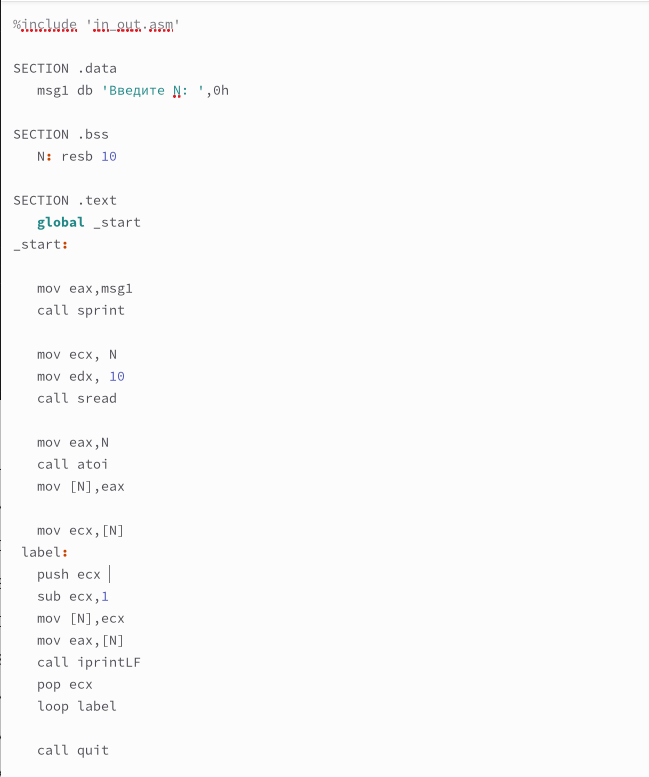 %include 'in_out.asm'
SECTION .data
msg1 db 'Введите N: ',0h
SECTION .bss
N: resb 10
SECTION .text
global _start
_start:
mov eax,msg1
call sprint
mov ecx, N
mov edx, 10
call sread
mov eax,N
call atoi
mov [N],eax
mov ecx,[N]
label:
push ecx
sub ecx,1
mov [N],ecx
mov eax,[N]
call iprintLF
pop ecx
loop label
call quit